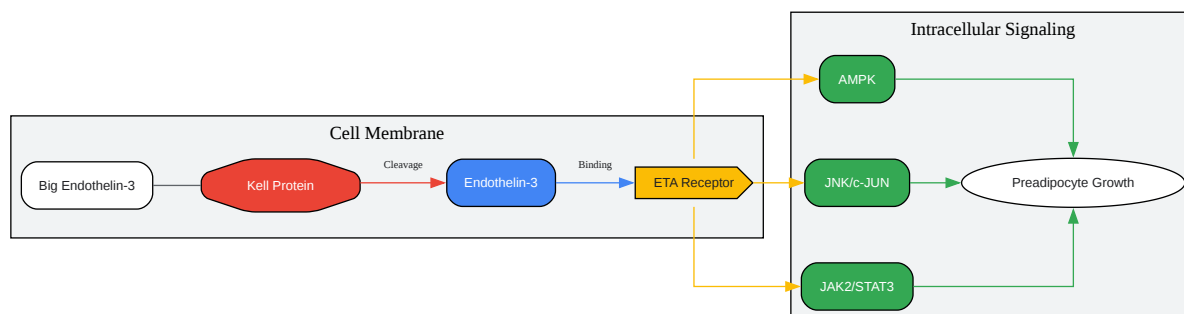 Intracellular Signaling
AMPK
Cell Membrane
Big Endothelin-3
Kell Protein
Cleavage
Endothelin-3
Binding
ETA Receptor
JNK/c-JUN
Preadipocyte Growth
JAK2/STAT3